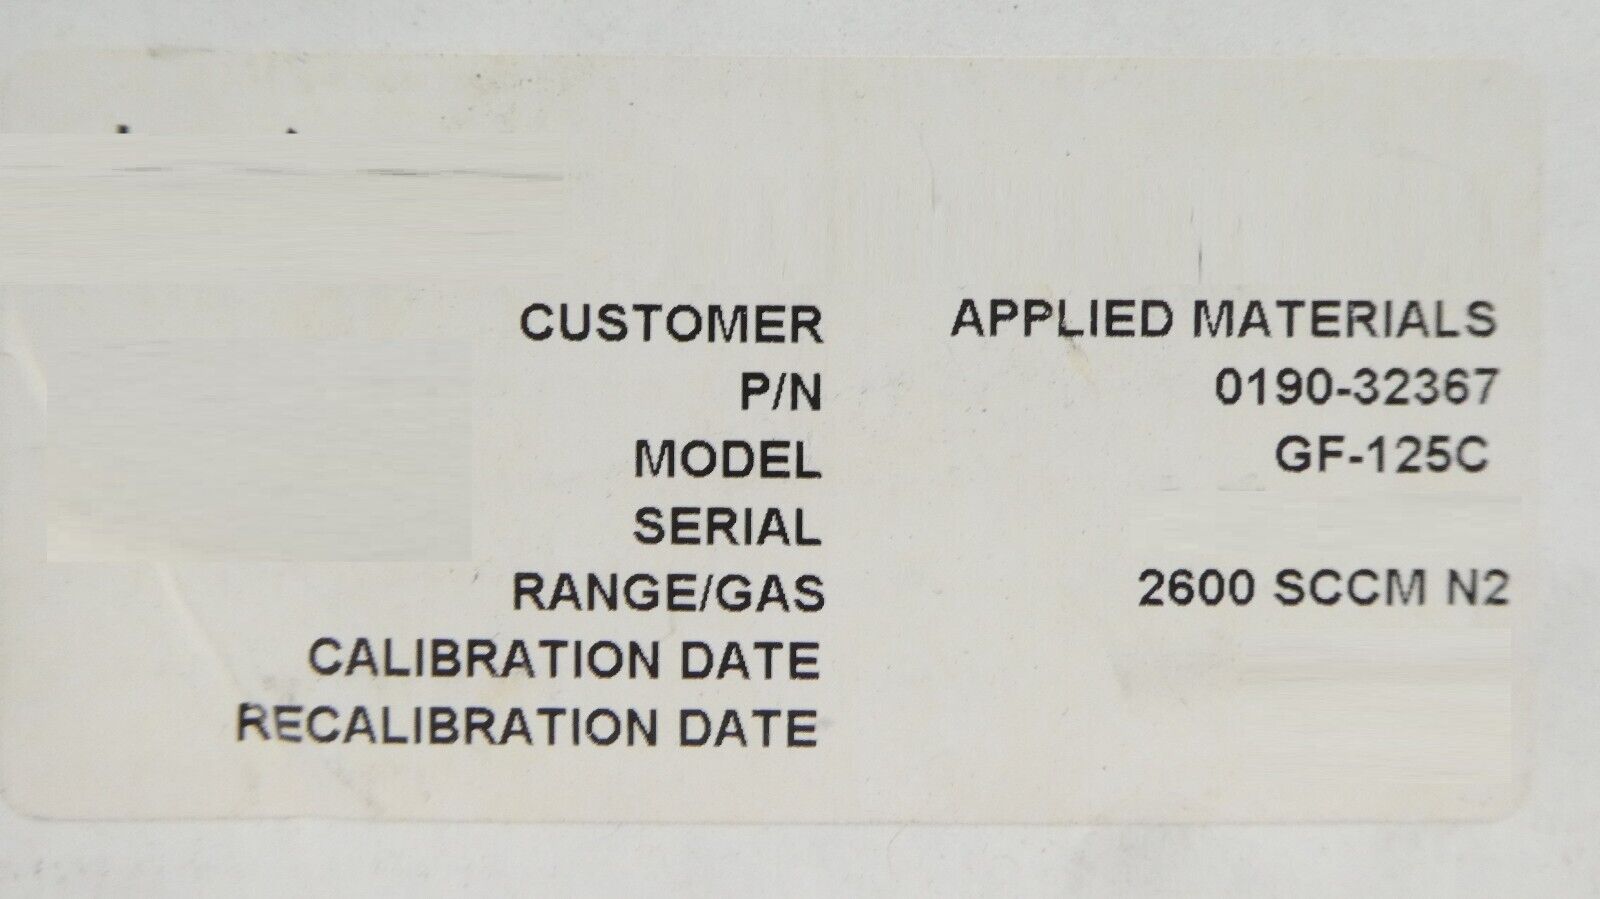 CUSTOMER APPLIED MATERIALS
P/N 0190-32367
MODEL GF-125C
SERIAL
RANGE/GAS 2600 SCCM N2
CALIBRATION DATE
RECALIBRATION DATE